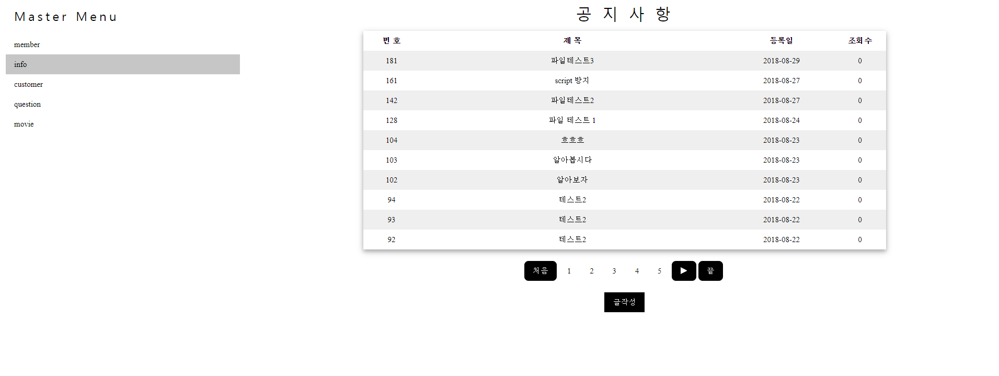 Master Menu
member
info
customer
question
movie
공 지 사 항
번 호 제 목 등록일 조회수
181 파일테스트3 2018-08-29 0
161 script 방지 2018-08-27 0
142 파일테스트2 2018-08-27 0
128 파일 테스트 1 2018-08-24 0
104 흐흐흐 2018-08-23 0
103 알아봅시다 2018-08-23 0
102 알아보자 2018-08-23 0
94 테스트2 2018-08-22 0
93 테스트2 2018-08-22 0
92 테스트2 2018-08-22 0
처음 1 2 3 4 5 ▶ 끝
글작성